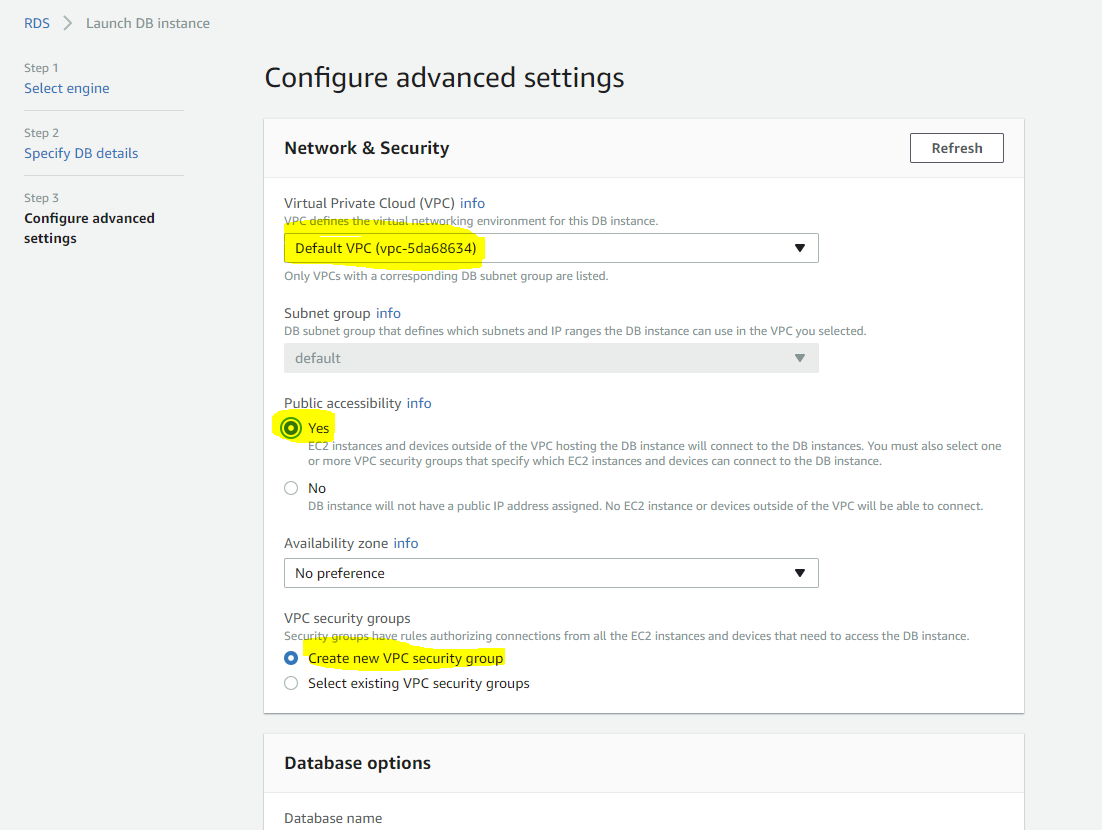 RDS > Launch DB instance
Step 1
Select engine
Step 2
Specify DB details
Step 3
Configure advanced
settings
Configure advanced settings
Network & Security
Refresh
Virtual Private Cloud (VPC) info
VPC defines the virtual networking environment for this DB instance.
Default VPC (vpc-5da68634)
Only VPCs with a corresponding DB subnet group are listed.
Subnet group info
DB subnet group that defines which subnets and IP ranges the DB instance can use in the VPC you selected.
default
Public accessibility info
Yes
EC2 instances and devices outside of the VPC hosting the DB instance will connect to the DB instances. You must also select one
or more VPC security groups that specify which EC2 instances and devices can connect to the DB instance.
No
DB instance will not have a public IP address assigned. No EC2 instance or devices outside of the VPC will be able to connect.
Availability zone info
No preference
VPC security groups
Security groups have rules authorizing connections from all the EC2 instances and devices that need to access the DB instance.
Create new VPC security group
Select existing VPC security groups
Database options
Database name